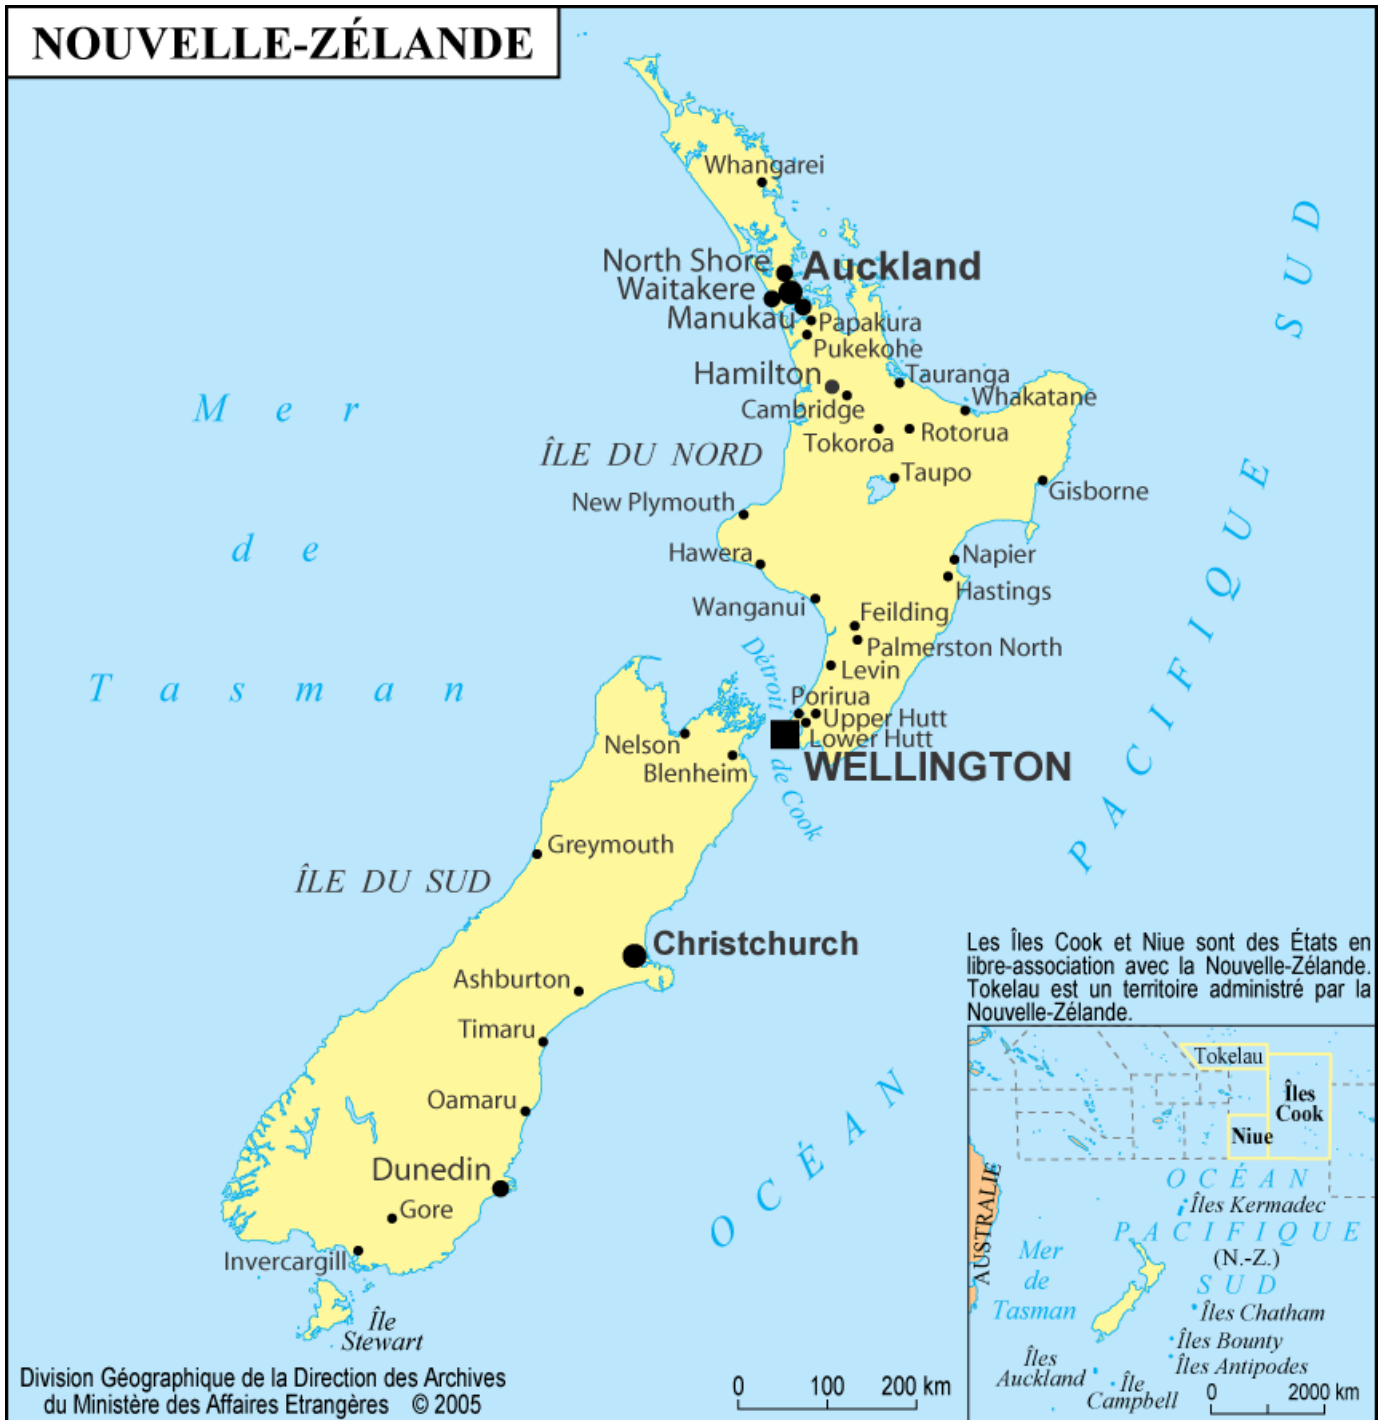 NOUVELLE-ZÉLANDE
Whangarei
North Shore
Auckland
Waitakere
Manukau
Papakura
Pukekohe
Hamilton
Tauranga
Cambridge
Whakatane
Tokoroa
Rotorua
ÎLE DU NORD
Taupo
Gisborne
New Plymouth
Hawera
Napier
Hastings
Wanganui
Feilding
Palmerston North
Levin
Porirua
Upper Hutt
Lower Hutt
WELLINGTON
Détroit de Cook
Nelson
Blenheim
Greymouth
ÎLE DU SUD
Christchurch
Ashburton
Timaru
Oamaru
Dunedin
Gore
Invercargill
Île
Stewart
Mer
de
Tasman
OCÉAN PACIFIQUE SUD
Les Îles Cook et Niue sont des États en
libre-association avec la Nouvelle-Zélande.
Tokelau est un territoire administré par la
Nouvelle-Zélande.
Tokelau
Îles
Cook
Niue
AUSTRALIE
OCÉAN
Îles Kermadec
PACIFIQUE
(N.-Z.)
SUD
Mer
de
Tasman
Îles Chatham
Îles Bounty
Îles Antipodes
Îles
Auckland
Île
Campbell
0 2000 km
Division Géographique de la Direction des Archives
du Ministère des Affaires Etrangères © 2005
0 100 200 km